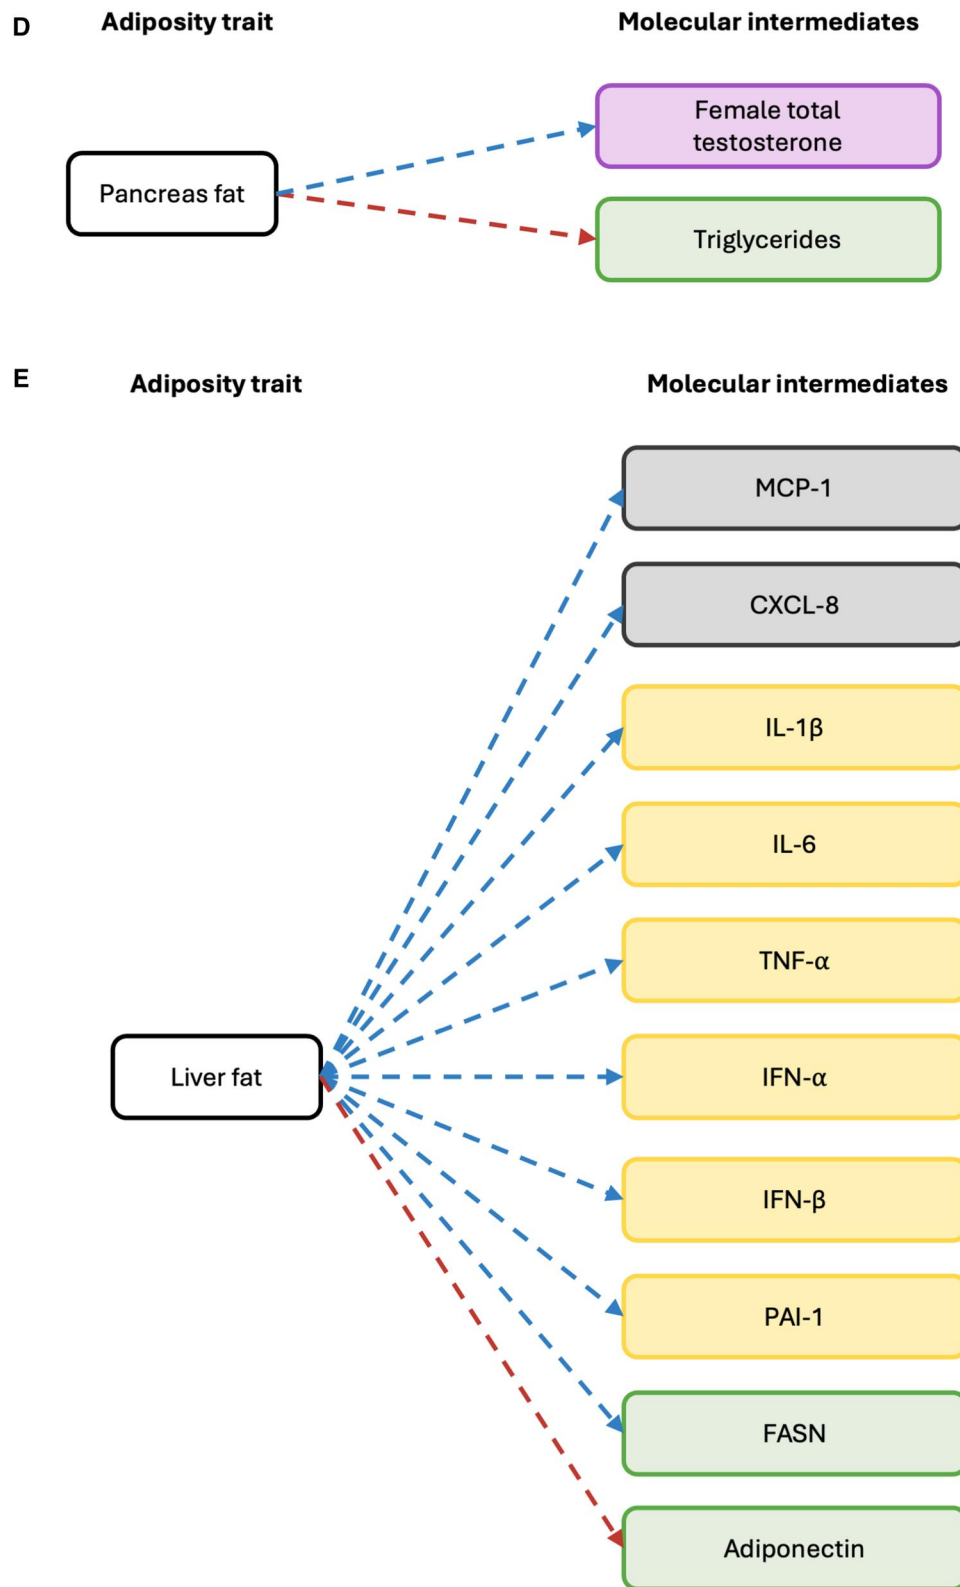 D
Adiposity trait
Molecular intermediates
Female total
testosterone
Pancreas fat
Triglycerides
E
Adiposity trait
Molecular intermediates
MCP-1
CXCL-8
IL-1β
IL-6
TNF-α
Liver fat
IFN-α
IFN-β
PAI-1
FASN
Adiponectin